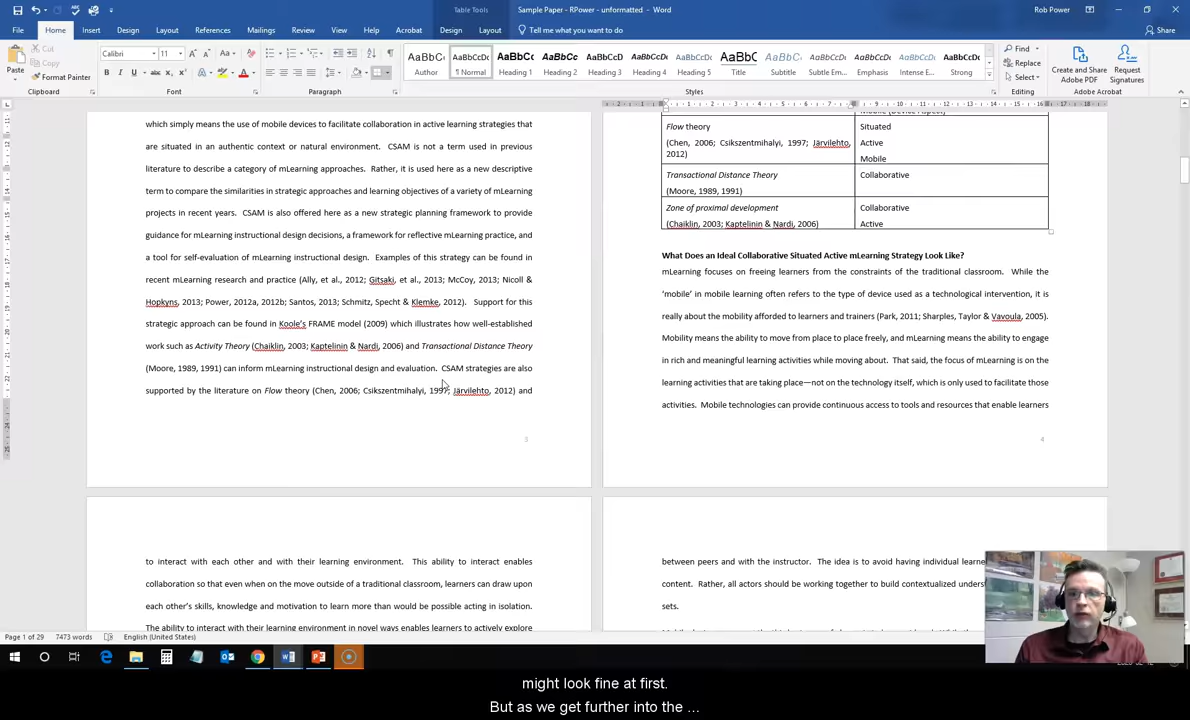 Table Tools
Sample Paper - RPower - unformatted - Word
Rob Power
File Home Insert Draw Layout References Mailings Review View Help Acrobat Design Layout Tell me what you want to do Share
Paste
Cut
Copy
Format Painter
Clipboard
Calibri 11
Font
Paragraph
Author
¶ Normal
Heading 1
Heading 2
Heading 3
Heading 4
Heading 5
Title
Subtitle
Subtle Em...
Emphasis
Intense E...
Strong
Styles
Find
Replace
Select
Editing
Create and Share
Adobe PDF
Request
Signatures
Adobe Acrobat
which simply means the use of mobile devices to facilitate collaboration in active learning strategies that
are situated in an authentic context or natural environment. CSAM is not a term used in previous
literature to describe a category of mLearning approaches. Rather, it is used here as a new descriptive
term to compare the similarities in strategic approaches and learning objectives of a variety of mLearning
projects in recent years. CSAM is also offered here as a new strategic planning framework to provide
guidance for mLearning instructional design decisions, a framework for reflective mLearning practice, and
a tool for self-evaluation of mLearning instructional design. Examples of this strategy can be found in
recent mLearning research and practice (Ally, et al., 2012; Gitsaki, et al., 2013; McCoy, 2013; Nicoll &
Hopkyns, 2013; Power, 2012a, 2012b; Santos, 2013; Schmitz, Specht & Klemke, 2012). Support for this
strategic approach can be found in Koole's FRAME model (2009) which illustrates how well-established
work such as Activity Theory (Chaiklin, 2003; Kaptelinin & Nardi, 2006) and Transactional Distance Theory
(Moore, 1989, 1991) can inform mLearning instructional design and evaluation. CSAM strategies are also
supported by the literature on Flow theory (Chen, 2006; Csikszentmihalyi, 1997; Järvilehto, 2012) and
3
Flow theory
(Chen, 2006; Csikszentmihalyi, 1997; Järvilehto,
2012)
Situated
Active
Mobile
Transactional Distance Theory
(Moore, 1989, 1991)
Collaborative
Zone of proximal development
(Chaiklin, 2003; Kaptelinin & Nardi, 2006)
Collaborative
Active
What Does an Ideal Collaborative Situated Active mLearning Strategy Look Like?
mLearning focuses on freeing learners from the constraints of the traditional classroom. While the
'mobile' in mobile learning often refers to the type of device used as a technological intervention, it is
really about the mobility afforded to learners and trainers (Park, 2011; Sharples, Taylor & Vavoula, 2005).
Mobility means the ability to move from place to place freely, and mLearning means the ability to engage
in rich and meaningful learning activities while moving about. That said, the focus of mLearning is on the
learning activities that are taking place—not on the technology itself, which is only used to facilitate those
activities. Mobile technologies can provide continuous access to tools and resources that enable learners
4
to interact with each other and with their learning environment. This ability to interact enables
collaboration so that even when on the move outside of a traditional classroom, learners can draw upon
each other's skills, knowledge and motivation to learn more than would be possible acting in isolation.
The ability to interact with their learning environment in novel ways enables learners to actively explore
between peers and with the instructor. The idea is to avoid having individual
content. Rather, all actors should be working together to build contextualized
sets.
Page 1 of 29 7473 words English (United States)
might look fine at first.
But as we get further into the ...